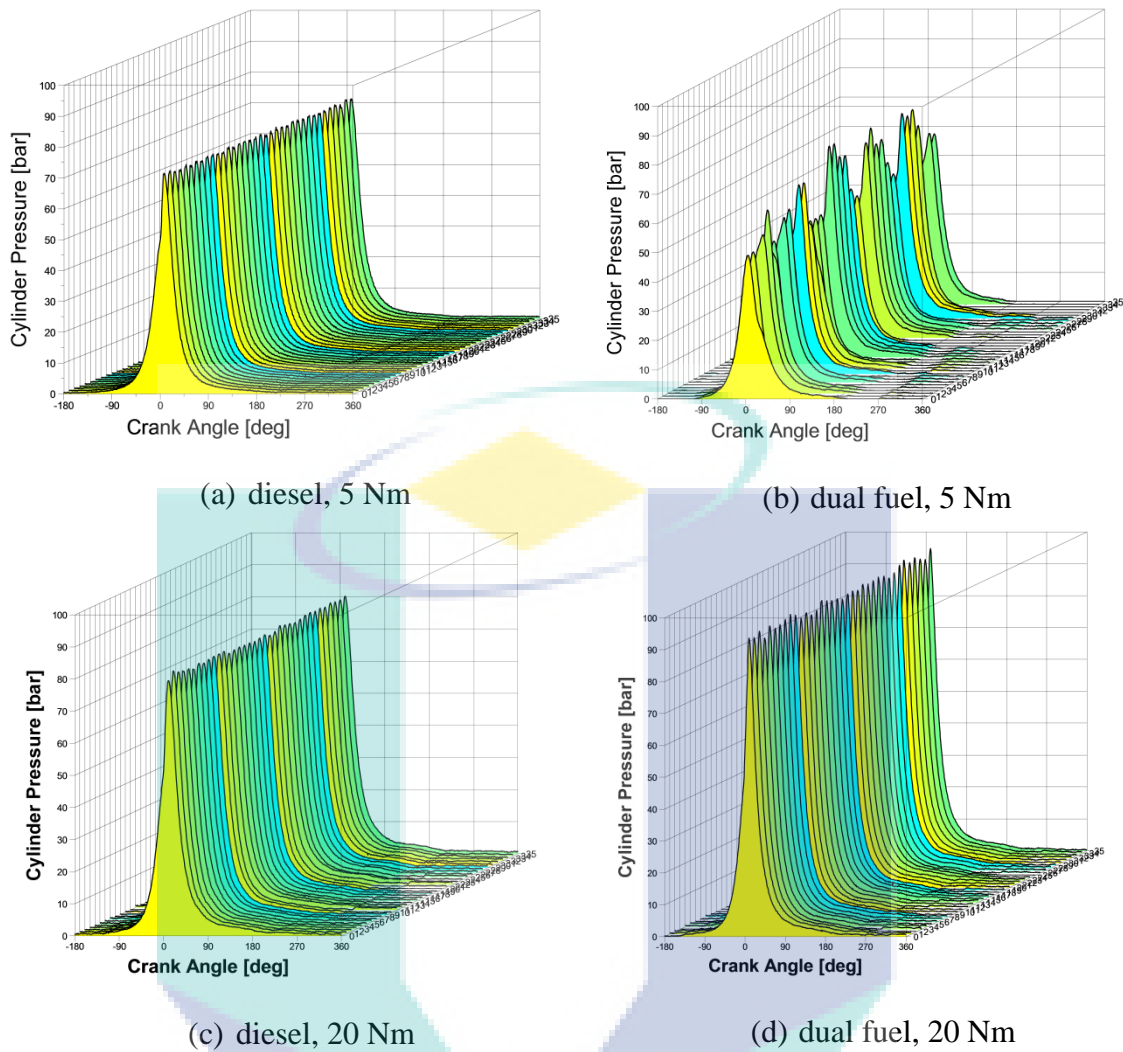 100
90
80
70
60
50
40
30
20
10
0
Cylinder Pressure [bar]
-180 -90 0 90 180 270 360
Crank Angle [deg]
(a) diesel, 5 Nm
100
90
80
70
60
50
40
30
20
10
0
Cylinder Pressure [bar]
-180 -90 0 90 180 270 360
Crank Angle [deg]
(b) dual fuel, 5 Nm
100
90
80
70
60
50
40
30
20
10
0
Cylinder Pressure [bar]
-180 -90 0 90 180 270 360
Crank Angle [deg]
(c) diesel, 20 Nm
100
90
80
70
60
50
40
30
20
10
0
Cylinder Pressure [bar]
-180 -90 0 90 180 270 360
Crank Angle [deg]
(d) dual fuel, 20 Nm